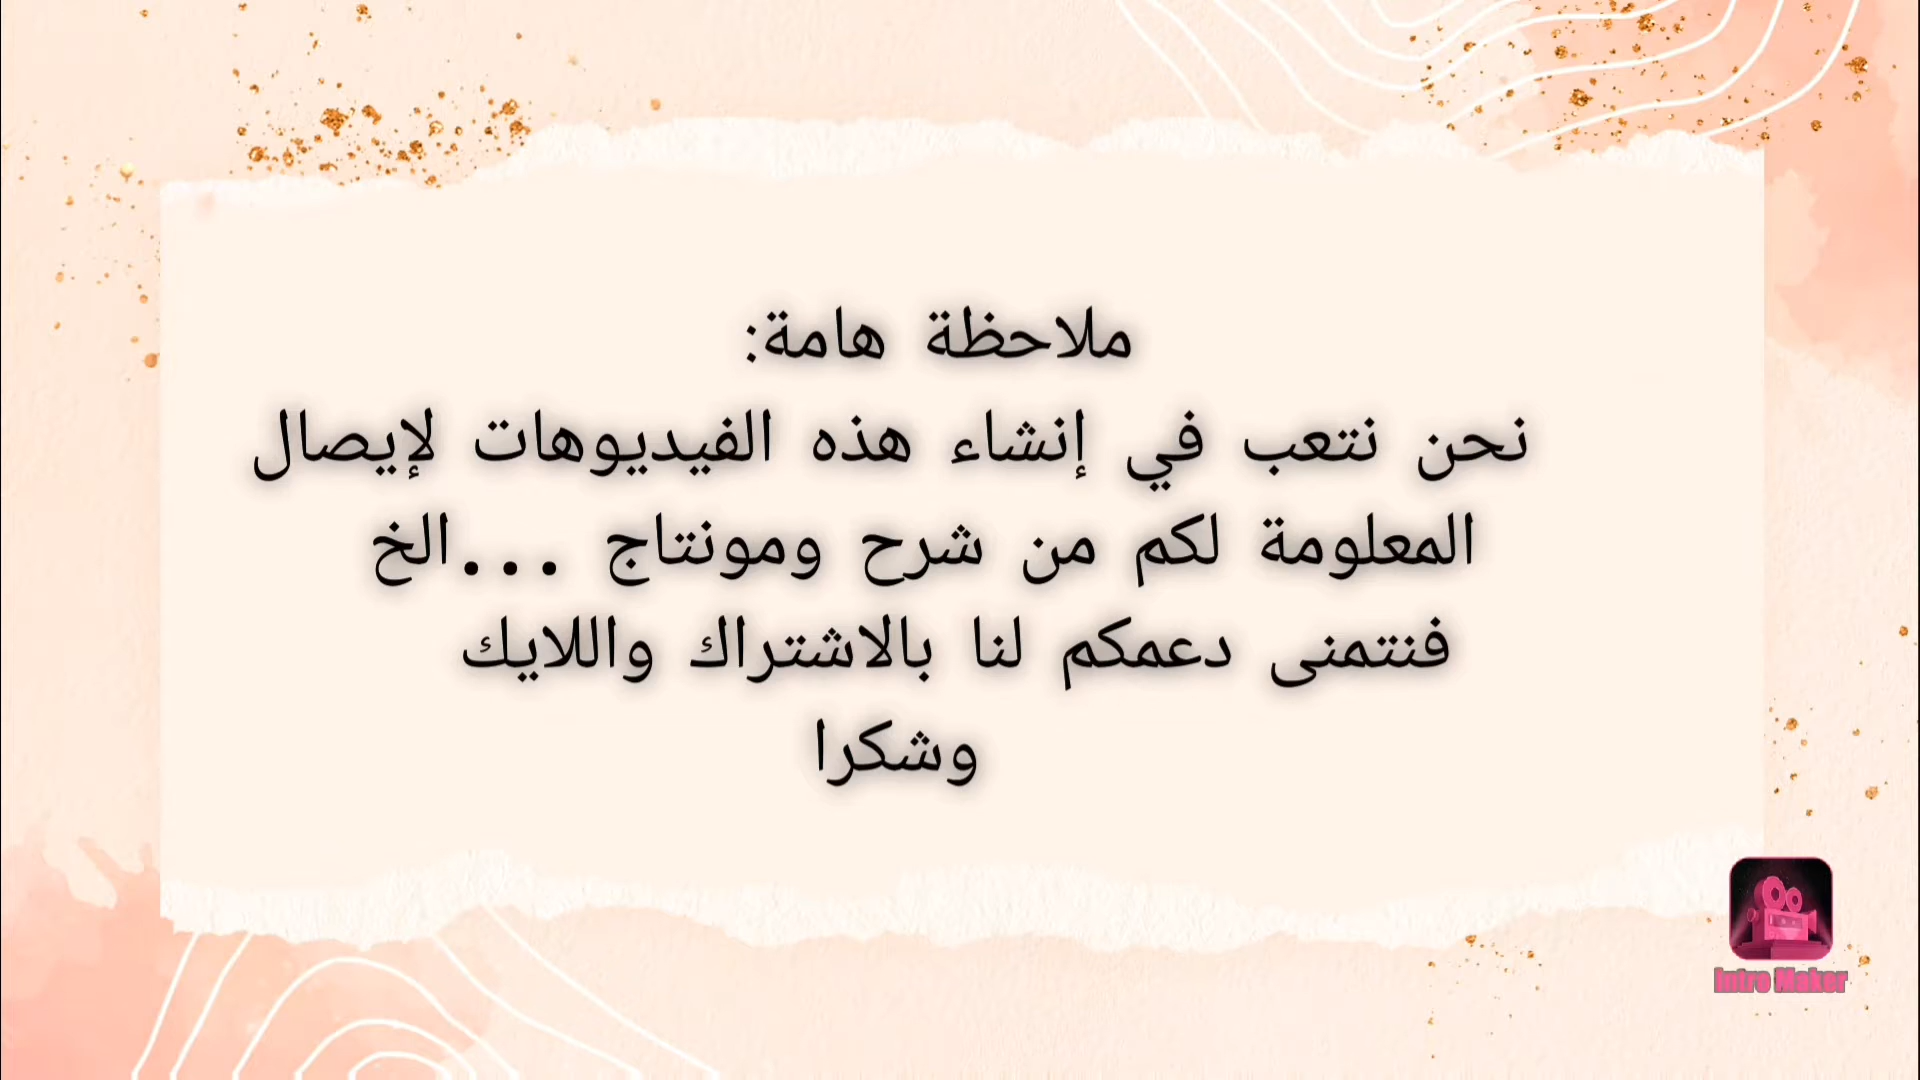 ملاحظة هامة:
نحن نتعب في إنشاء هذه الفيديوهات لإيصال
المعلومة لكم من شرح ومونتاج ...الخ
فنتمنى دعمكم لنا بالاشتراك واللايك
وشكرا
Intro Maker